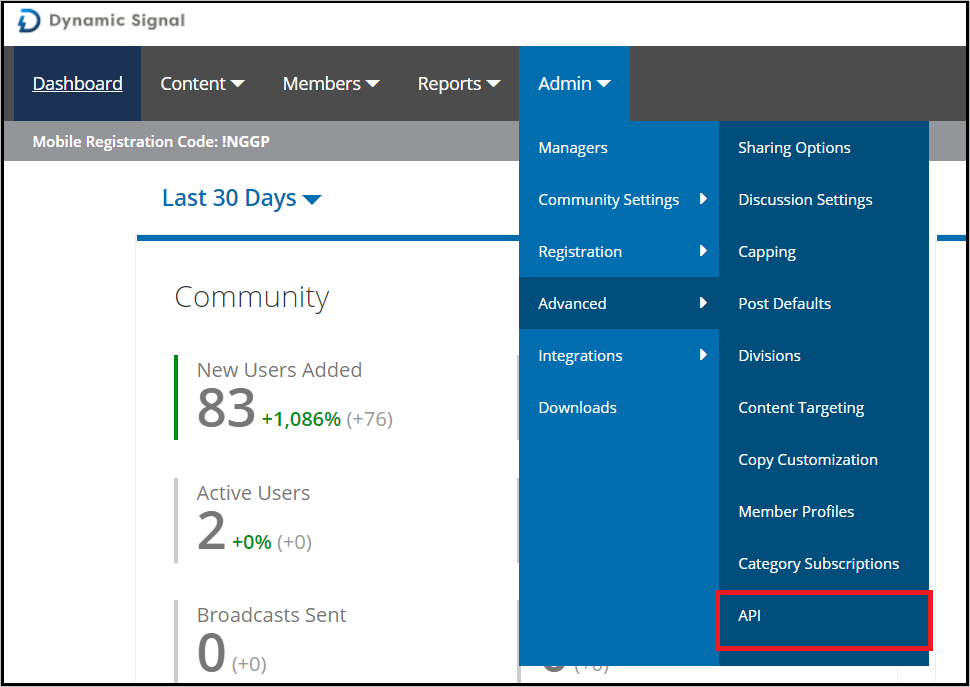 Dynamic Signal
Dashboard Content Members Reports Admin
Mobile Registration Code: !NGGP
Last 30 Days
Managers
Community Settings
Registration
Advanced
Integrations
Downloads
Sharing Options
Discussion Settings
Capping
Post Defaults
Divisions
Content Targeting
Copy Customization
Member Profiles
Category Subscriptions
API
Community
New Users Added
83 +1,086% (+76)
Active Users
2 +0% (+0)
Broadcasts Sent
0 (+0)